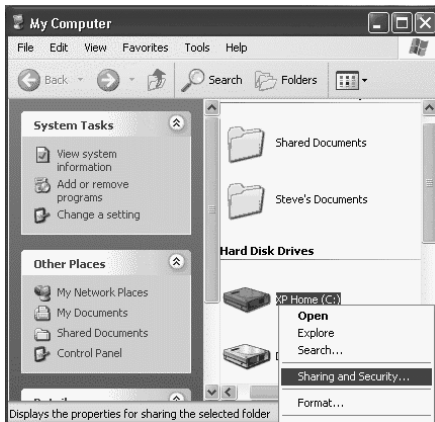 My Computer
File Edit View Favorites Tools Help
Back Search Folders
System Tasks
View system
information
Add or remove
programs
Change a setting
Other Places
My Network Places
My Documents
Shared Documents
Control Panel
Shared Documents
Steve's Documents
Hard Disk Drives
XP Home (C:)
Open
Explore
Search...
Sharing and Security...
Format...
Displays the properties for sharing the selected folder